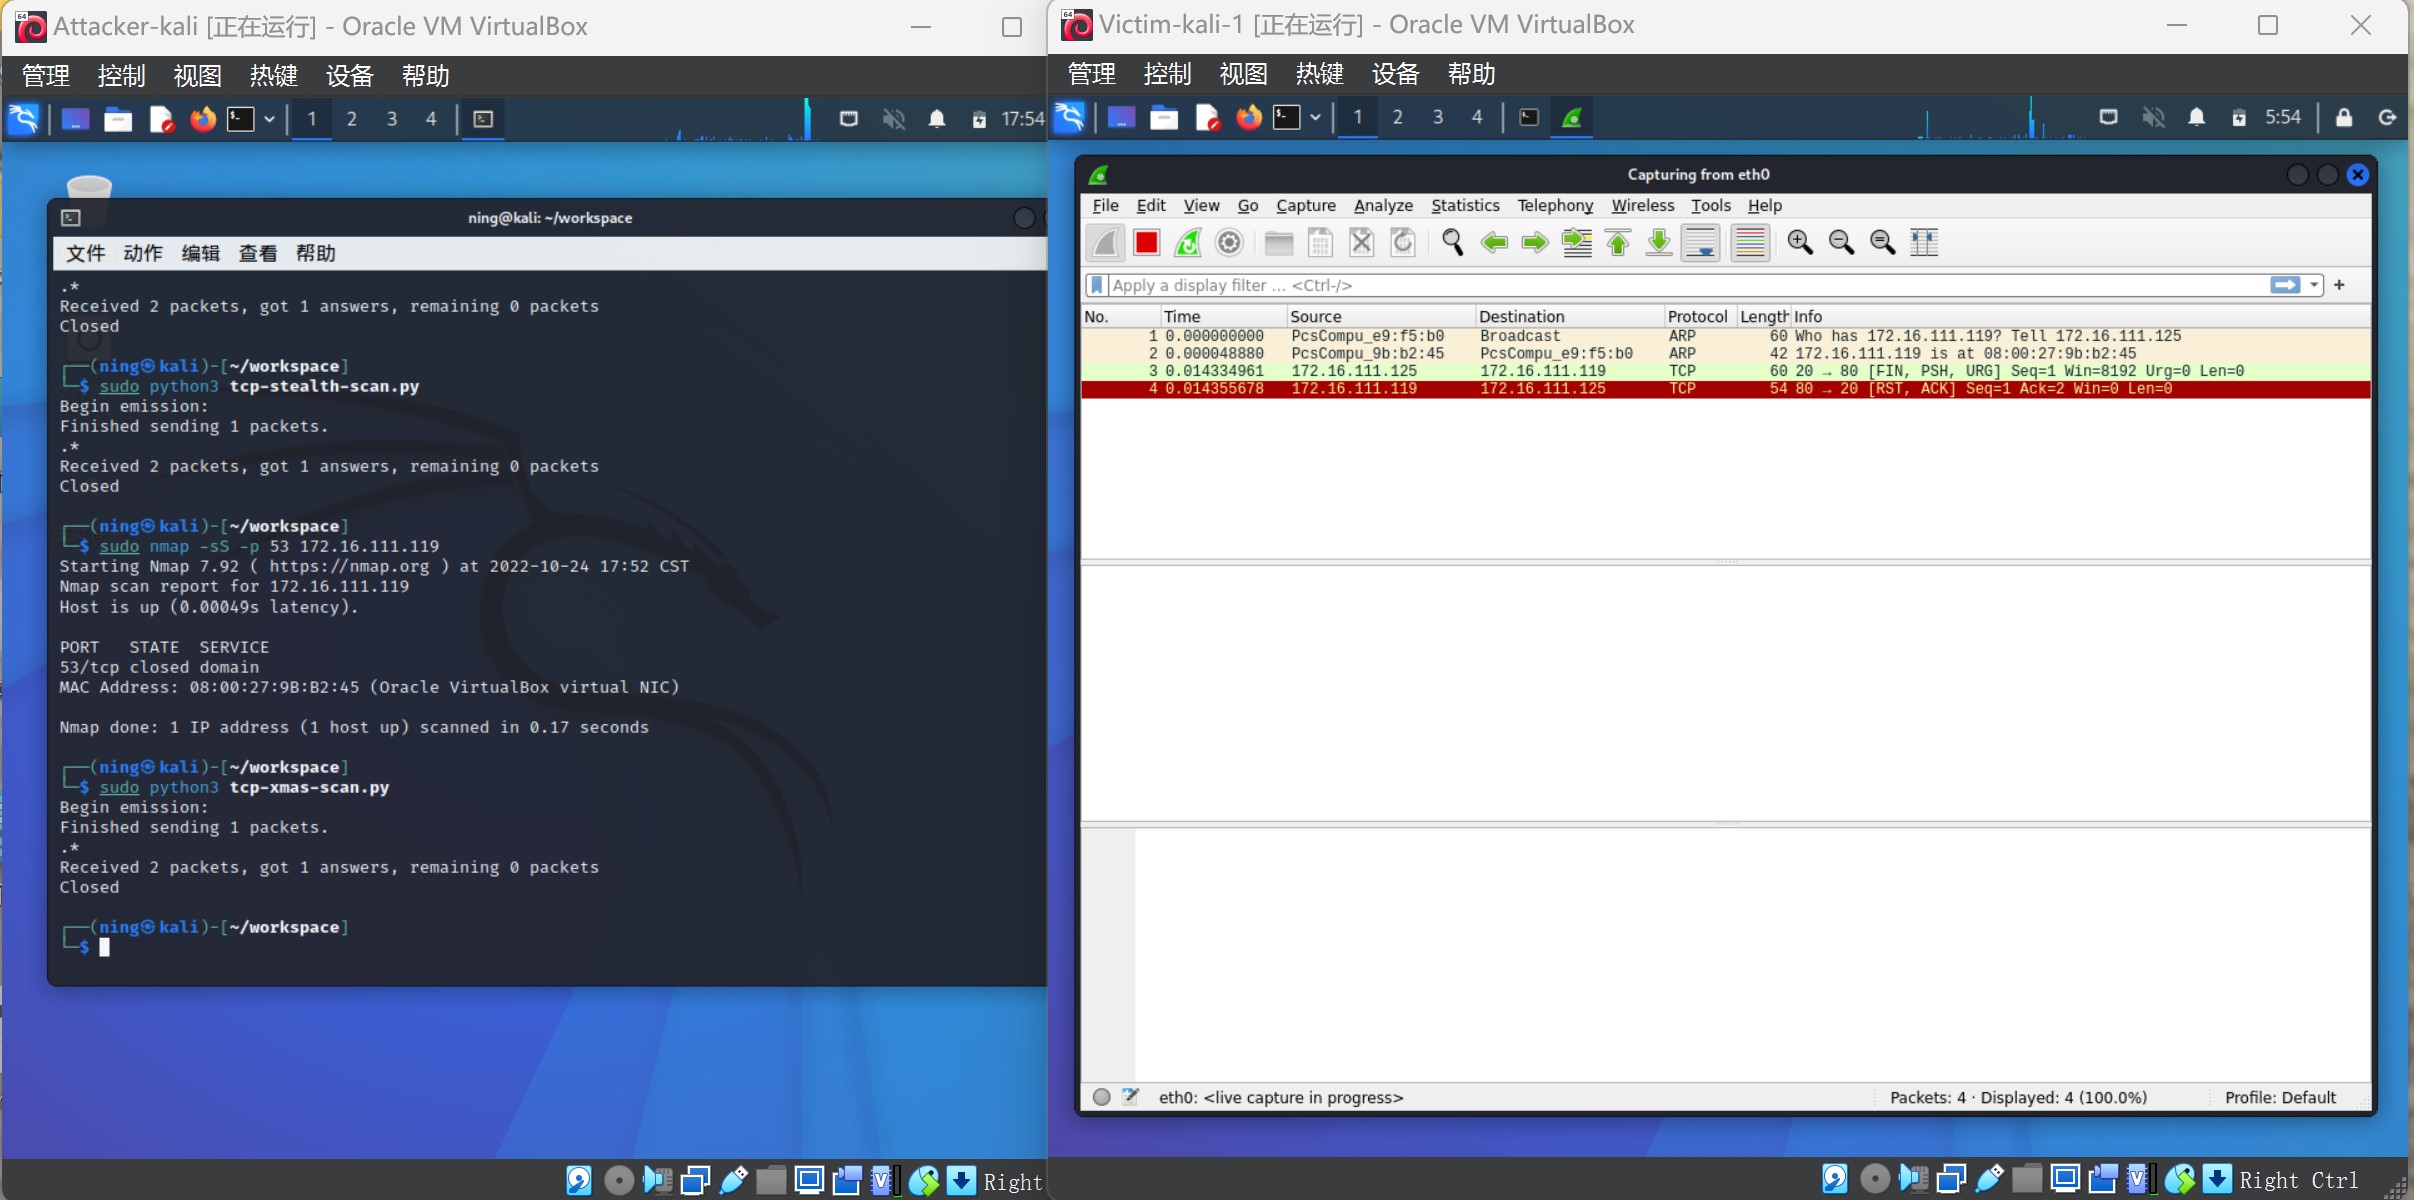 Attacker-kali [正在运行] - Oracle VM VirtualBox
管理 控制 视图 热键 设备 帮助
1 2 3 4 17:54
ning@kali: ~/workspace
文件 动作 编辑 查看 帮助
.*
Received 2 packets, got 1 answers, remaining 0 packets
Closed
┌──(ning㉿kali)-[~/workspace]
└─$ sudo python3 tcp-stealth-scan.py
Begin emission:
Finished sending 1 packets.
.*
Received 2 packets, got 1 answers, remaining 0 packets
Closed
┌──(ning㉿kali)-[~/workspace]
└─$ sudo nmap -sS -p 53 172.16.111.119
Starting Nmap 7.92 ( https://nmap.org ) at 2022-10-24 17:52 CST
Nmap scan report for 172.16.111.119
Host is up (0.00049s latency).
PORT   STATE  SERVICE
53/tcp closed domain
MAC Address: 08:00:27:9B:B2:45 (Oracle VirtualBox virtual NIC)
Nmap done: 1 IP address (1 host up) scanned in 0.17 seconds
┌──(ning㉿kali)-[~/workspace]
└─$ sudo python3 tcp-xmas-scan.py
Begin emission:
Finished sending 1 packets.
.*
Received 2 packets, got 1 answers, remaining 0 packets
Closed
┌──(ning㉿kali)-[~/workspace]
└─$
Right
Victim-kali-1 [正在运行] - Oracle VM VirtualBox
管理 控制 视图 热键 设备 帮助
1 2 3 4 5:54
Capturing from eth0
File Edit View Go Capture Analyze Statistics Telephony Wireless Tools Help
Apply a display filter ... <Ctrl-/>
No. Time Source Destination Protocol Length Info
1 0.000000000 PcsCompu_e9:f5:b0 Broadcast ARP 60 Who has 172.16.111.119? Tell 172.16.111.125
2 0.000048880 PcsCompu_9b:b2:45 PcsCompu_e9:f5:b0 ARP 42 172.16.111.119 is at 08:00:27:9b:b2:45
3 0.014334961 172.16.111.125 172.16.111.119 TCP 60 20 → 80 [FIN, PSH, URG] Seq=1 Win=8192 Urg=0 Len=0
4 0.014355678 172.16.111.119 172.16.111.125 TCP 54 80 → 20 [RST, ACK] Seq=1 Ack=2 Win=0 Len=0
eth0: <live capture in progress> Packets: 4 · Displayed: 4 (100.0%) Profile: Default
Right Ctrl